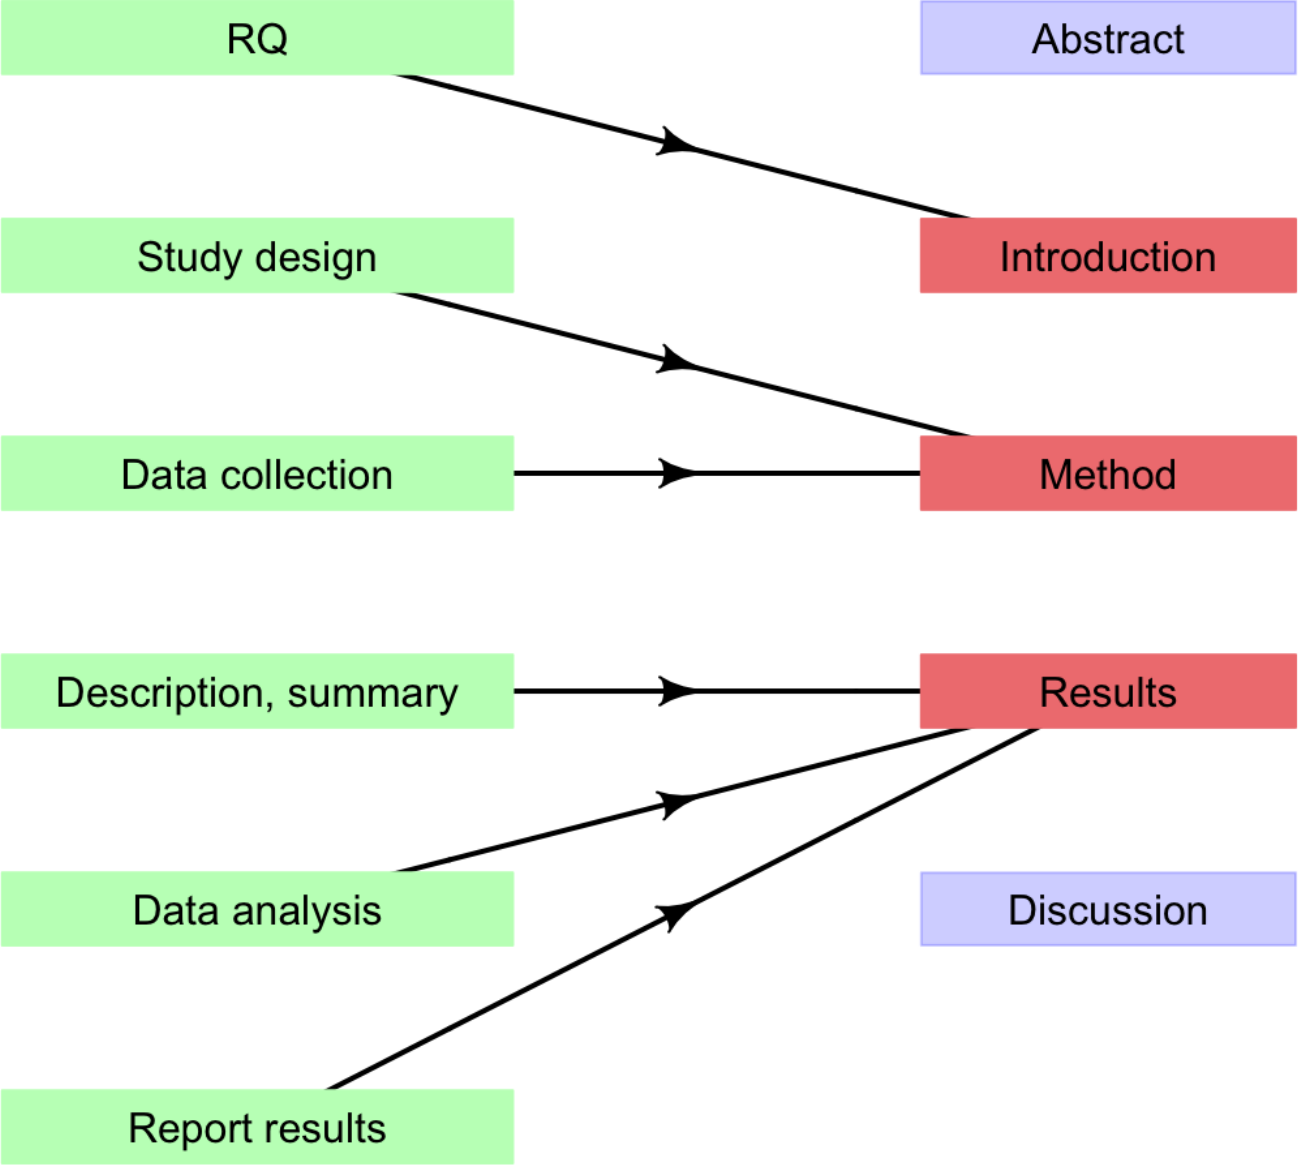 RQ
Abstract
Study design
Introduction
Data collection
Method
Description, summary
Results
Data analysis
Discussion
Report results